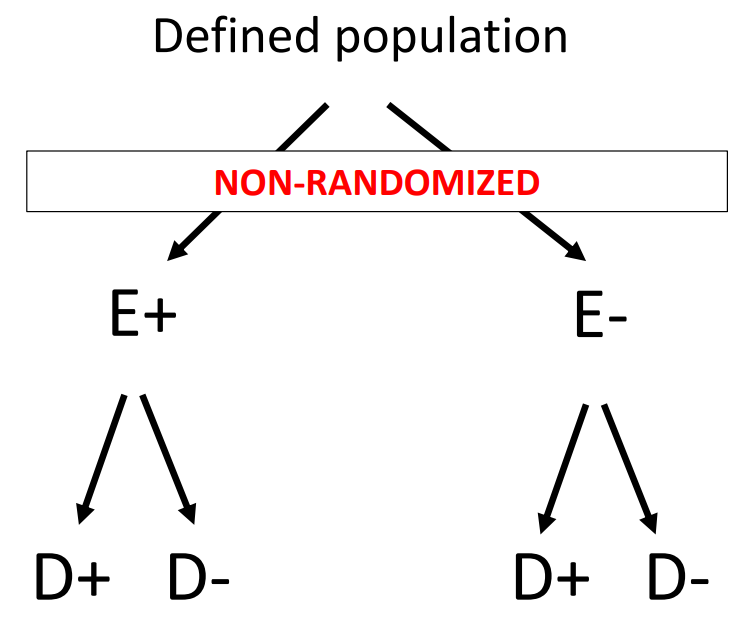 Defined population
NON-RANDOMIZED
E+ E-
D+ D- D+ D-